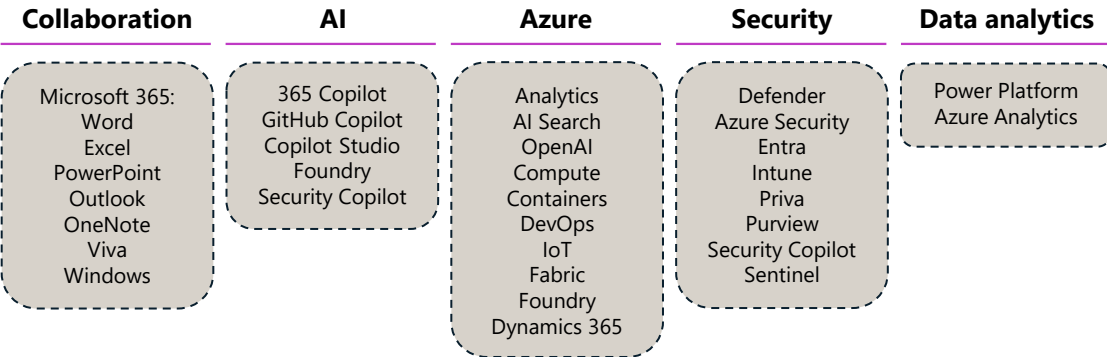 Collaboration
Microsoft 365:
Word
Excel
PowerPoint
Outlook
OneNote
Viva
Windows
AI
365 Copilot
GitHub Copilot
Copilot Studio
Foundry
Security Copilot
Azure
Analytics
AI Search
OpenAI
Compute
Containers
DevOps
IoT
Fabric
Foundry
Dynamics 365
Security
Defender
Azure Security
Entra
Intune
Priva
Purview
Security Copilot
Sentinel
Data analytics
Power Platform
Azure Analytics